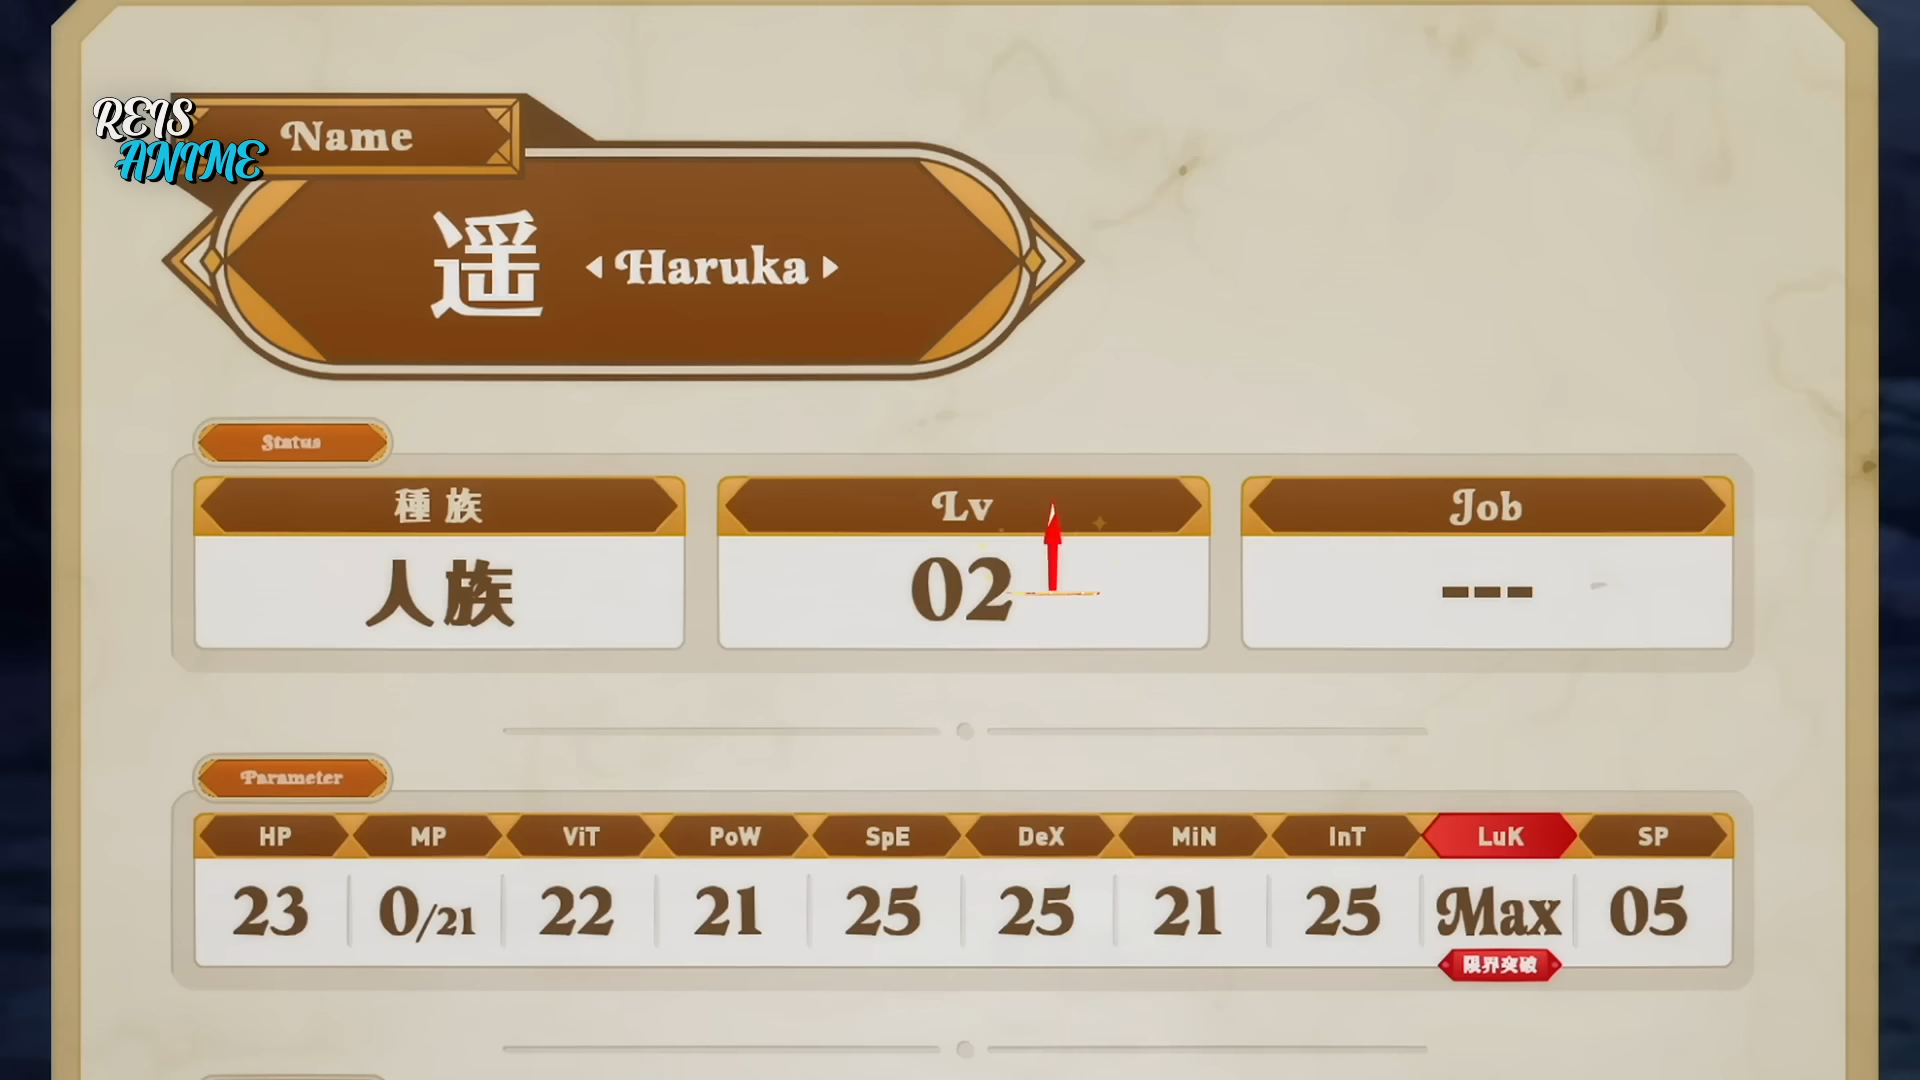 REIS
ANIME
Name
遥 Haruka
Status
種族 Lv Job
人族 02 ---
Parameter
HP MP ViT PoW SpE DeX MiN InT LuK SP
23 0/21 22 21 25 25 21 25 Max 05
限界突破